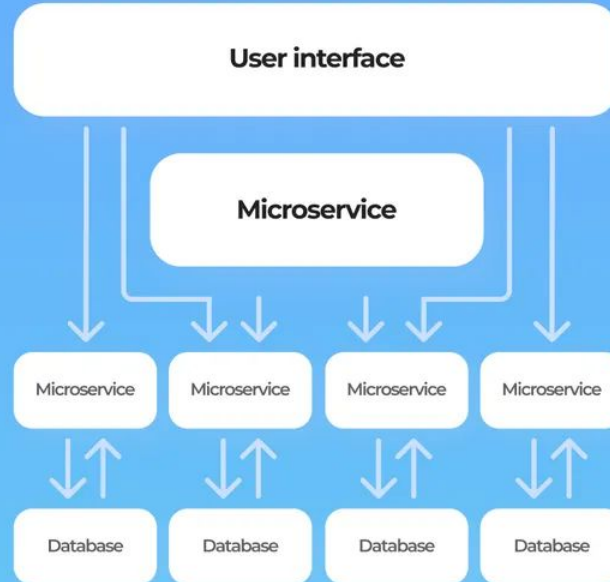 User interface
Microservice
Microservice
Microservice
Microservice
Microservice
Database
Database
Database
Database